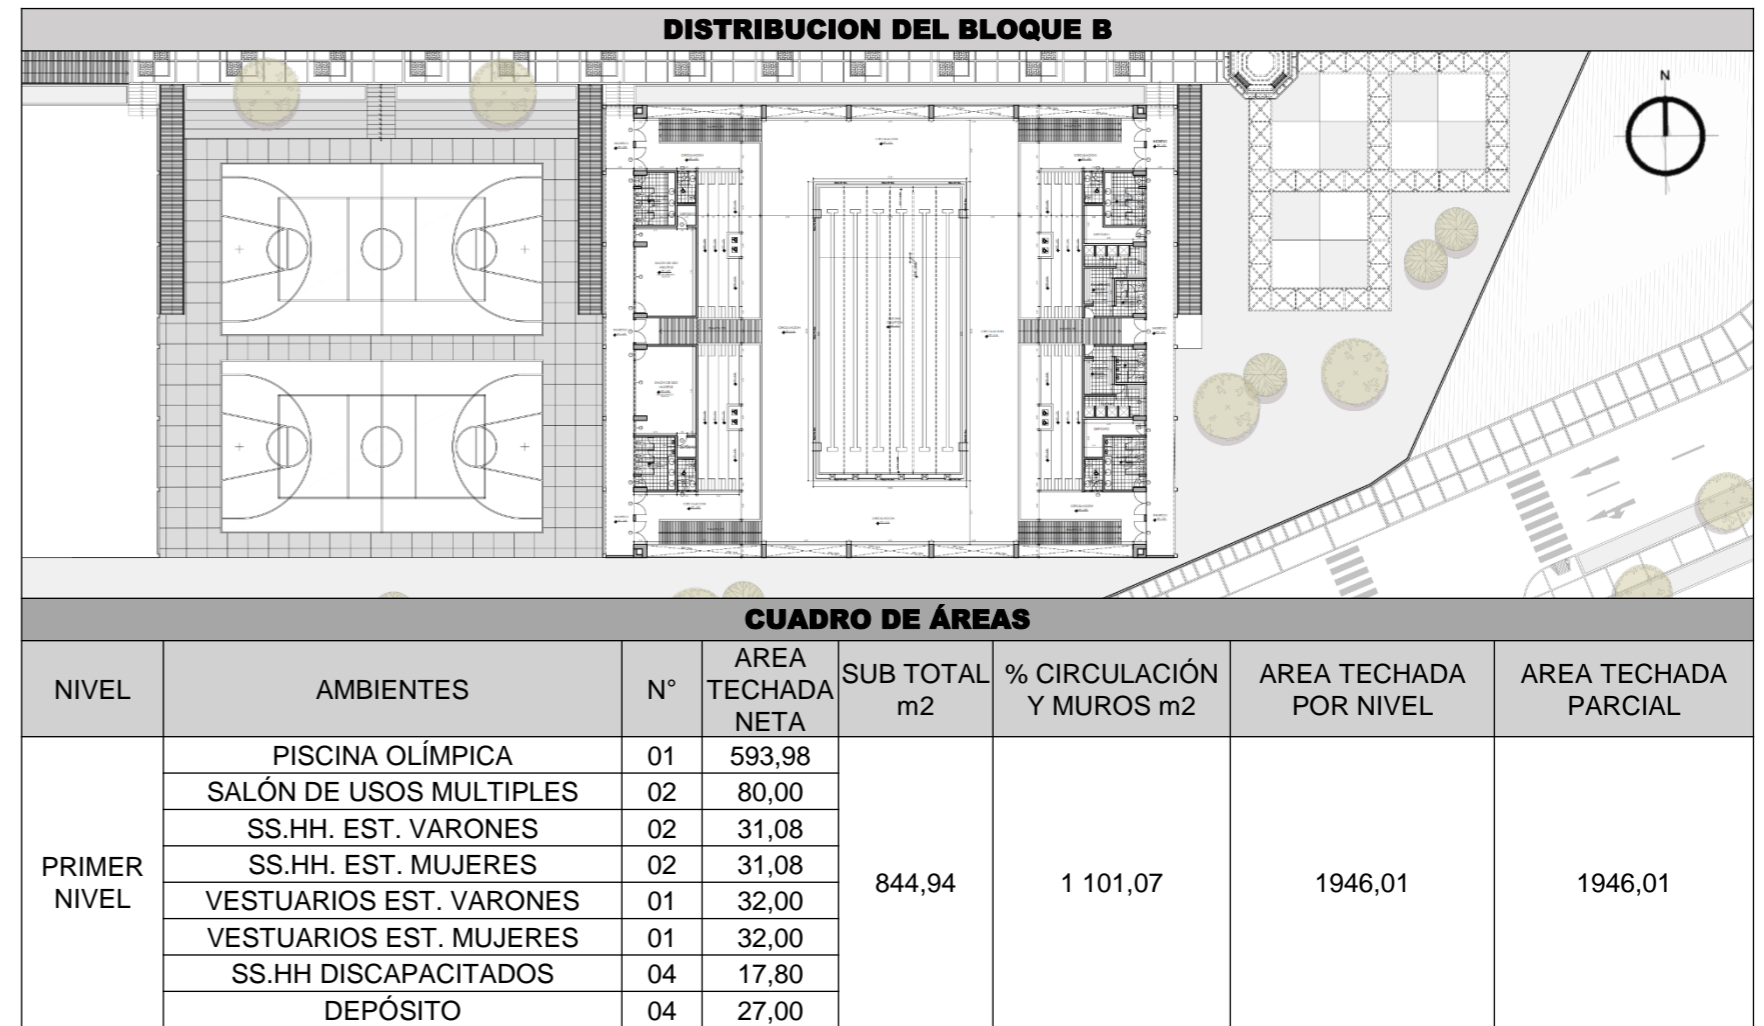 DISTRIBUCION DEL BLOQUE B
N
CIRCULACION
CIRCULACION
CIRCULACION
CIRCULACION
CUADRO DE ÁREAS
NIVEL AMBIENTES N° AREA TECHADA NETA SUB TOTAL m2 % CIRCULACIÓN Y MUROS m2 AREA TECHADA POR NIVEL AREA TECHADA PARCIAL
PRIMER NIVEL
PISCINA OLÍMPICA 01 593,98
SALÓN DE USOS MULTIPLES 02 80,00
SS.HH. EST. VARONES 02 31,08
SS.HH. EST. MUJERES 02 31,08
VESTUARIOS EST. VARONES 01 32,00
VESTUARIOS EST. MUJERES 01 32,00
SS.HH DISCAPACITADOS 04 17,80
DEPÓSITO 04 27,00
844,94 1 101,07 1946,01 1946,01